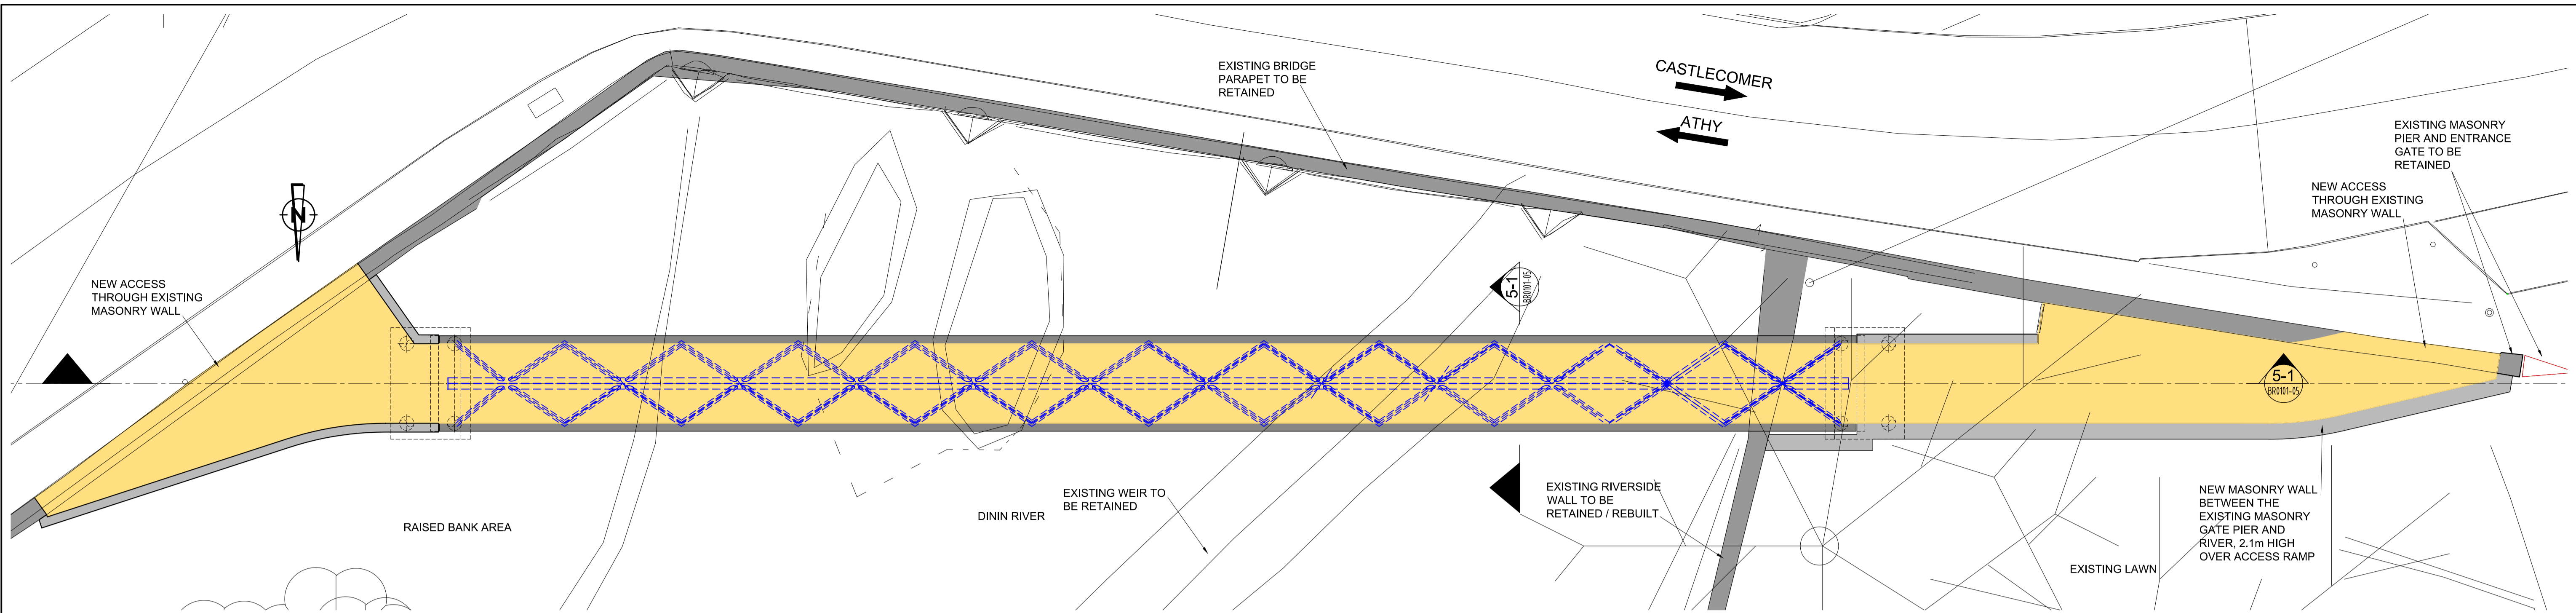 EXISTING BRIDGE
PARAPET TO BE
RETAINED
CASTLECOMER
ATHY
EXISTING MASONRY
PIER AND ENTRANCE
GATE TO BE
RETAINED
NEW ACCESS
THROUGH EXISTING
MASONRY WALL
N
NEW ACCESS
THROUGH EXISTING
MASONRY WALL
5-1
BR0101-05
5-1
BR0101-05
EXISTING WEIR TO
BE RETAINED
DININ RIVER
RAISED BANK AREA
EXISTING RIVERSIDE
WALL TO BE
RETAINED / REBUILT
NEW MASONRY WALL
BETWEEN THE
EXISTING MASONRY
GATE PIER AND
RIVER, 2.1m HIGH
OVER ACCESS RAMP
EXISTING LAWN